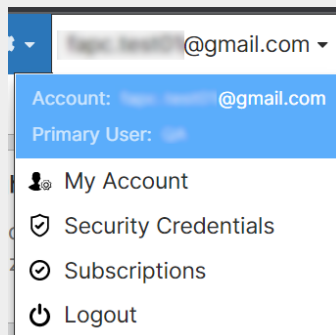 @gmail.com
Account: @gmail.com
Primary User:
My Account
Security Credentials
Subscriptions
Logout